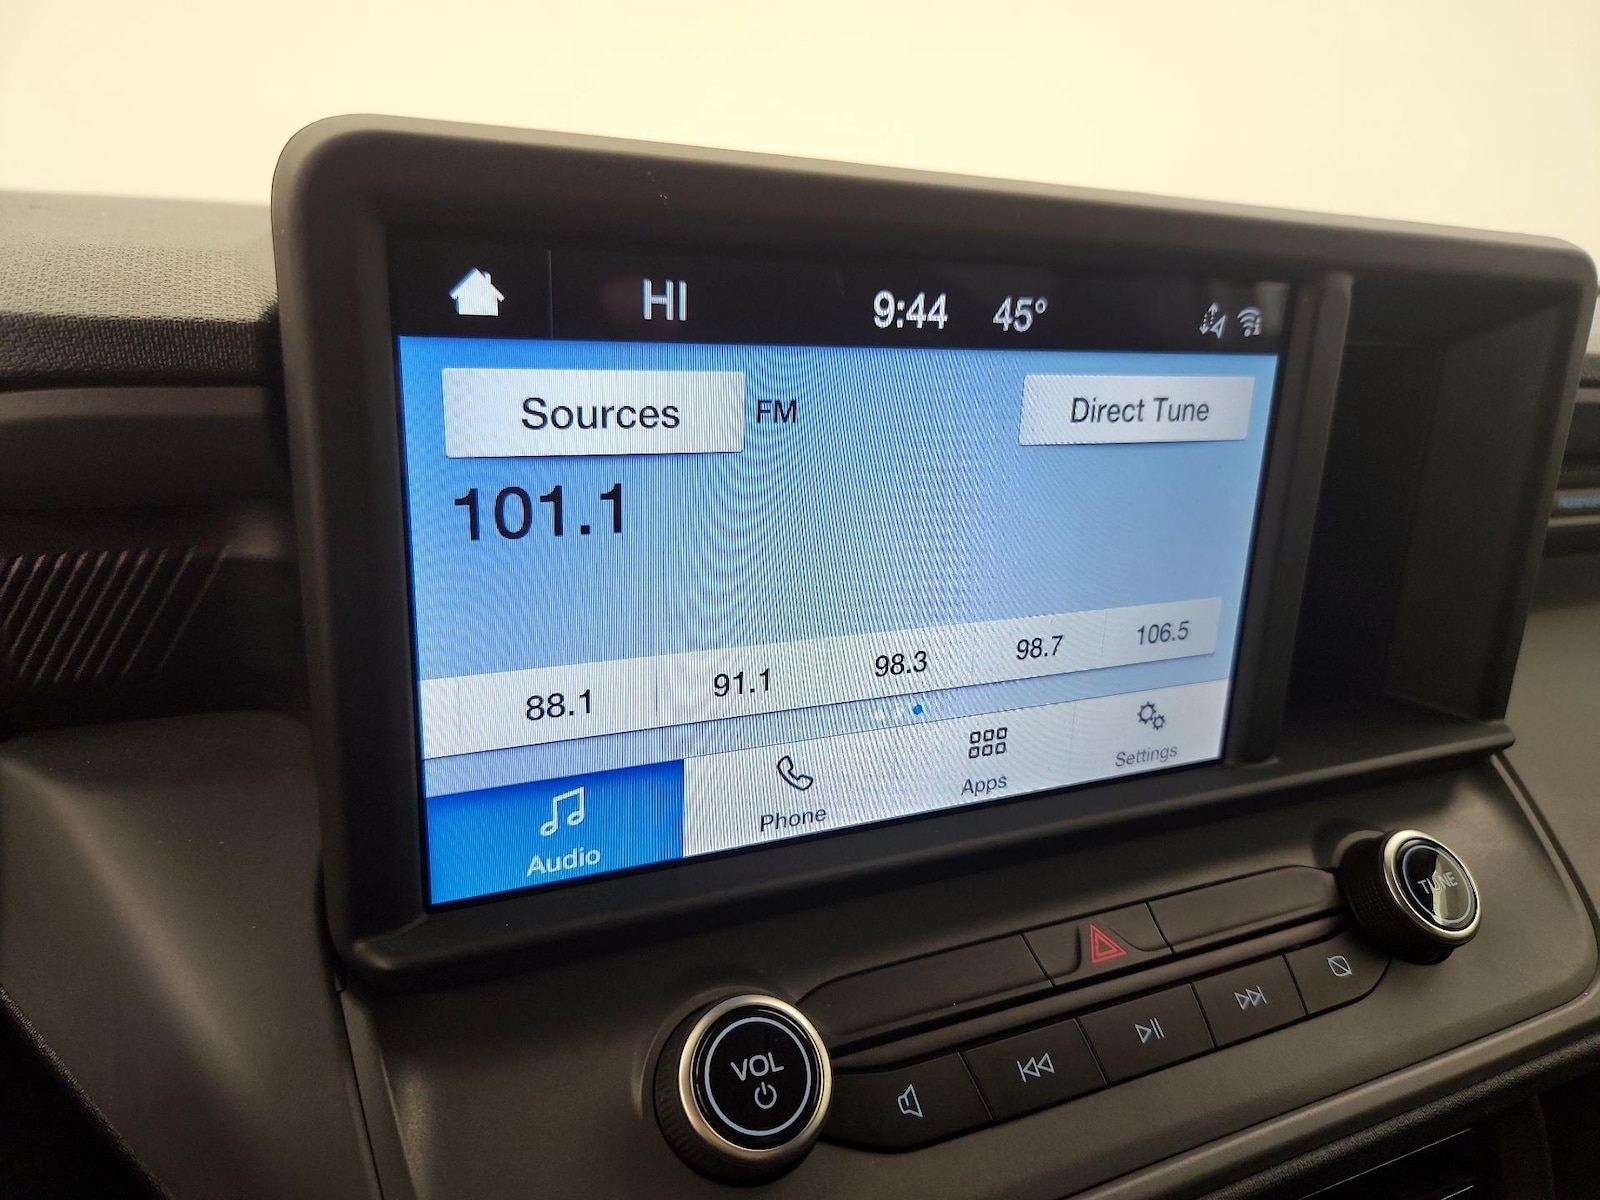 HI 9:44 45°
Sources FM Direct Tune
101.1
88.1 91.1 98.3 98.7 106.5
Audio Phone Apps Settings
TUNE
VOL